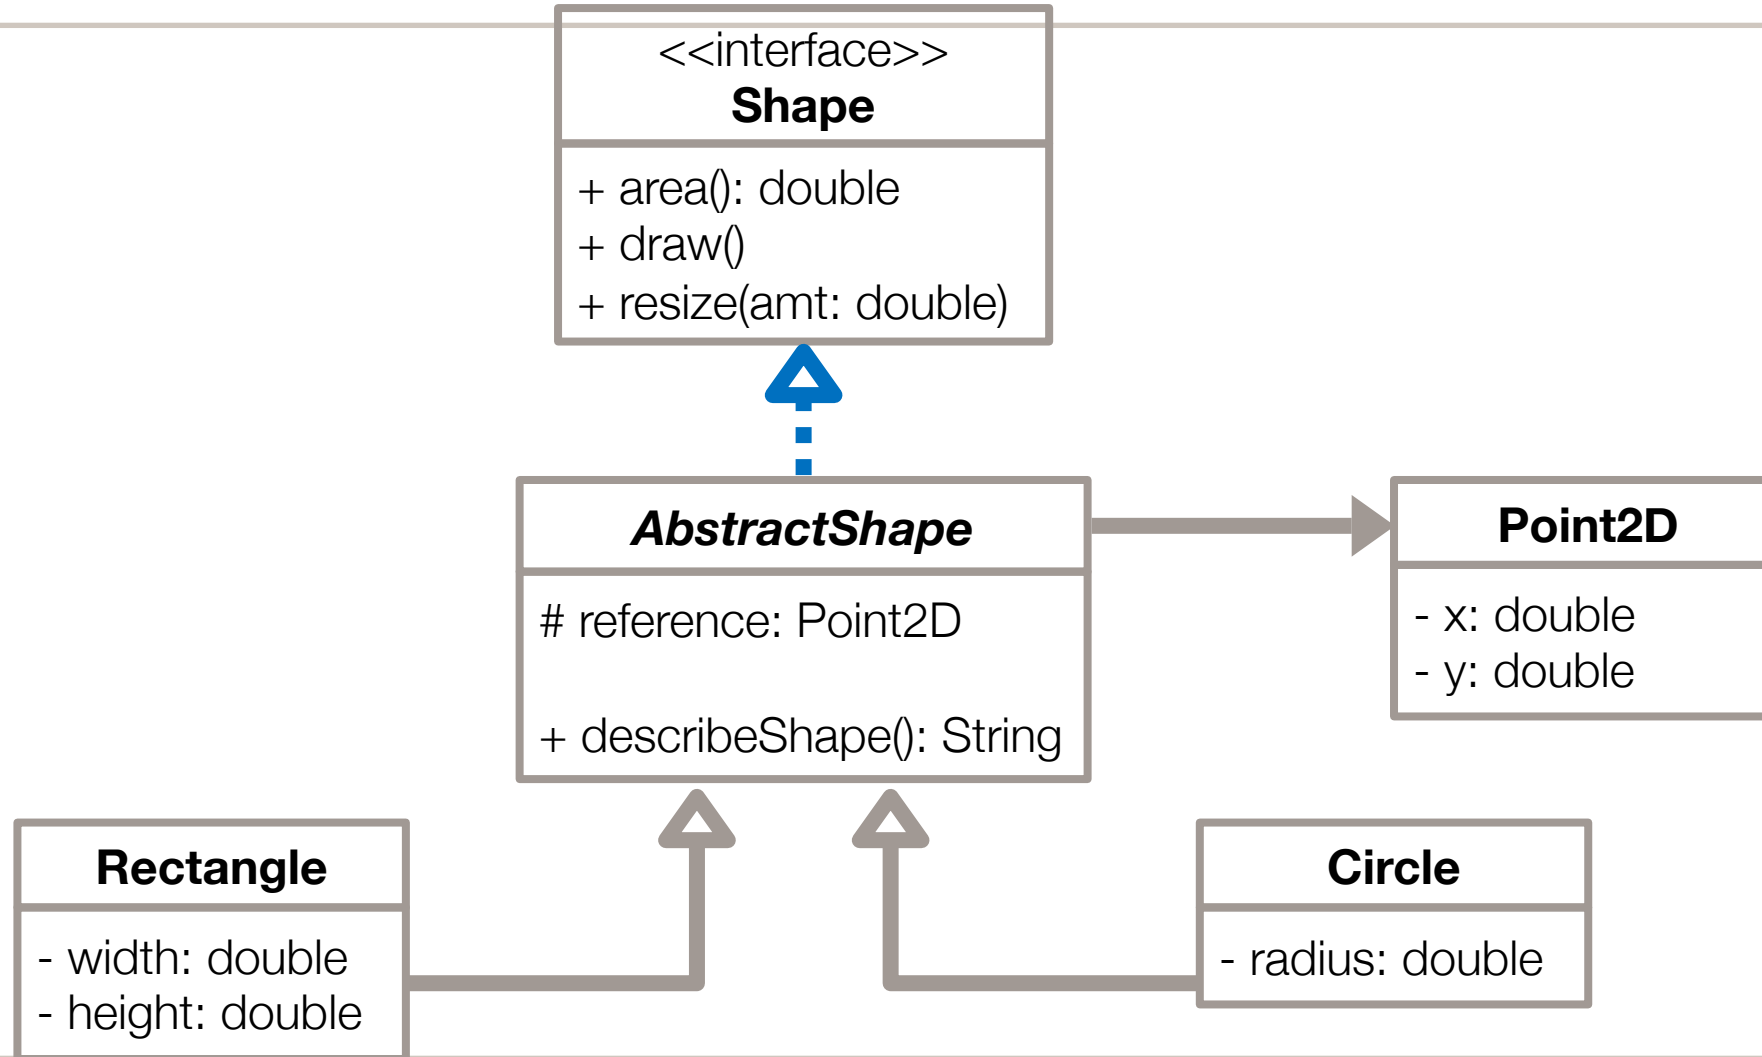 <<interface>>
Shape
+ area(): double
+ draw()
+ resize(amt: double)
AbstractShape
# reference: Point2D
+ describeShape(): String
Point2D
- x: double
- y: double
Rectangle
- width: double
- height: double
Circle
- radius: double